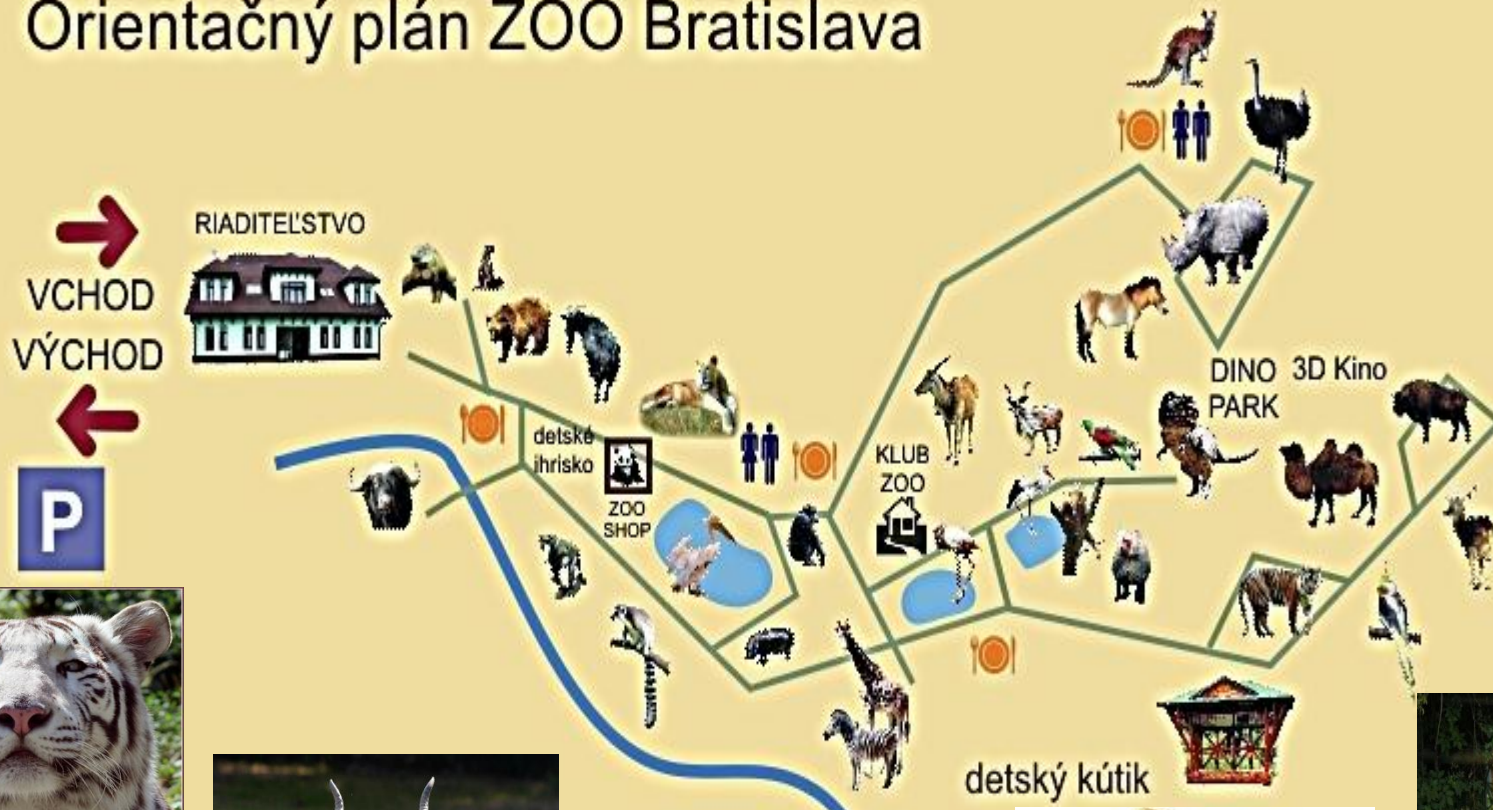 Orientačný plán ZOO Bratislava
RIADITEĽSTVO
VCHOD
VÝCHOD
P
detské
ihrisko
ZOO
SHOP
KLUB
ZOO
DINO
PARK
3D Kino
detský kútik